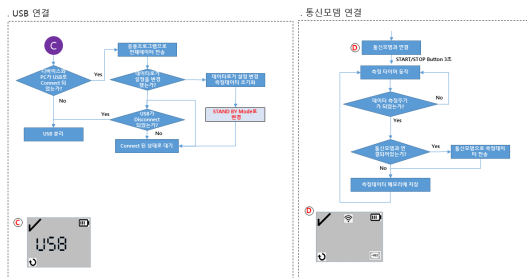 . USB 연결
C
디바이스와
PC가 USB로
Connect 되
었는가?
Yes
No
USB 분리
응용프로그램으로
전체데이터 전송
데이터로거
설정을 변경
했는가?
Yes
데이터로거 설정 변경
측정데이터 초기화
STAND BY Mode로
변경
USB가
Disconnect
되었는가?
Yes
No
Connect 된 상태로 대기
C
USB
. 통신모뎀 연결
D
통신모뎀과 연결
START/STOP Button 3초
측정 타이머 동작
데이터 측정주기
가 되었는가?
No
Yes
통신모뎀과 연
결되어있는가?
Yes
통신모뎀으로 측정데이
터 전송
No
측정데이터 메모리에 저장
D